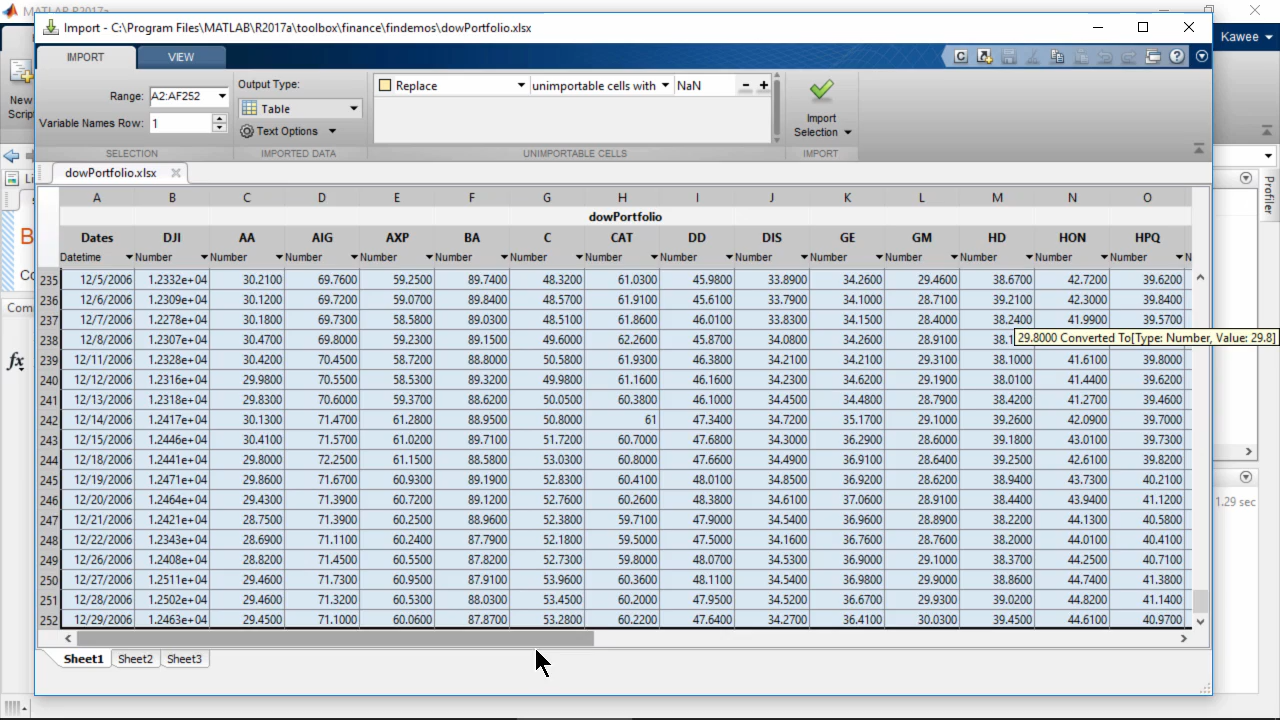 MATLAB R2017a
Import - C:\Program Files\MATLAB\R2017a\toolbox\finance\findemos\dowPortfolio.xlsx
Kawee
IMPORT VIEW
New
Scrip
Range: A2:AF252
Variable Names Row: 1
SELECTION
Output Type:
Table
Text Options
IMPORTED DATA
Replace unimportable cells with NaN
UNIMPORTABLE CELLS
Import
Selection
IMPORT
dowPortfolio.xlsx
Profiler
A B C D E F G H I J K L M N O
dowPortfolio
Dates DJI AA AIG AXP BA C CAT DD DIS GE GM HD HON HPQ
Datetime Number Number Number Number Number Number Number Number Number Number Number Number Number Number N
235 12/5/2006 1.2332e+04 30.2100 69.7600 59.2500 89.7400 48.3200 61.0300 45.9800 33.8900 34.2600 29.4600 38.6700 42.7200 39.6200
236 12/6/2006 1.2309e+04 30.1200 69.7200 59.0700 89.8400 48.5700 61.9100 45.6100 33.7900 34.1000 28.7100 39.2100 42.3000 39.8400
237 12/7/2006 1.2278e+04 30.1800 69.7300 58.5800 89.0300 48.5100 61.8600 46.0100 33.8300 34.1500 28.4000 38.2400 41.9900 39.5700
238 12/8/2006 1.2307e+04 30.4700 69.8000 59.2300 89.1500 49.6000 62.2600 45.8700 34.0800 34.2600 28.9100 38.1
29.8000 Converted To[Type: Number, Value: 29.8]
239 12/11/2006 1.2328e+04 30.4200 70.4500 58.7200 88.8000 50.5800 61.9300 46.3800 34.2100 34.2100 29.3100 38.1000 41.6100 39.8000
240 12/12/2006 1.2316e+04 29.9800 70.5500 58.5300 89.3200 49.9800 61.1600 46.1600 34.2300 34.6200 29.1900 38.0100 41.4400 39.6200
241 12/13/2006 1.2318e+04 29.8300 70.6000 59.3700 88.6200 50.0500 60.3800 46.1000 34.4500 34.4800 28.7900 38.4200 41.2700 39.4600
242 12/14/2006 1.2417e+04 30.1300 71.4700 61.2800 88.9500 50.8000 61 47.3400 34.7200 35.1700 29.1000 39.2600 42.0900 39.7000
243 12/15/2006 1.2446e+04 30.4100 71.5700 61.0200 89.7100 51.7200 60.7000 47.6800 34.3000 36.2900 28.6000 39.1800 43.0100 39.7300
244 12/18/2006 1.2441e+04 29.8000 72.2500 61.1500 88.5800 53.0300 60.8000 47.6600 34.4900 36.9100 28.6400 39.2500 42.6100 39.8200
245 12/19/2006 1.2471e+04 29.8600 71.6700 60.9300 89.1900 52.8300 60.4100 48.0100 34.8500 36.9200 28.6200 38.9400 43.7300 40.2100
246 12/20/2006 1.2464e+04 29.4300 71.3900 60.7200 89.1200 52.7600 60.2600 48.3800 34.6100 37.0600 28.9100 38.4400 43.9400 41.1200
247 12/21/2006 1.2421e+04 28.7500 71.3900 60.2500 88.9600 52.3800 59.7100 47.9000 34.5400 36.9600 28.8900 38.2200 44.1300 40.5800
248 12/22/2006 1.2343e+04 28.6900 71.1100 60.2400 87.7900 52.1800 59.5000 47.5000 34.1600 36.7600 28.7600 38.2000 44.0100 40.4100
249 12/26/2006 1.2408e+04 28.8200 71.4500 60.5500 87.8200 52.7300 59.8000 48.0700 34.5300 36.9000 29.1000 38.3700 44.2500 40.7100
250 12/27/2006 1.2511e+04 29.4600 71.7300 60.9500 87.9100 53.9600 60.3600 48.1100 34.5400 36.9800 29.9000 38.8600 44.7400 41.3800
251 12/28/2006 1.2502e+04 29.4600 71.3200 60.5300 88.0300 53.4500 60.2200 47.9500 34.5200 36.6700 29.9300 39.0200 44.8200 41.1400
252 12/29/2006 1.2463e+04 29.4500 71.1000 60.0600 87.8700 53.2800 60.2200 47.6400 34.2700 36.4100 30.0300 39.4500 44.6100 40.9700
Li
B
Co
Com
fx
1.29 sec
Sheet1 Sheet2 Sheet3